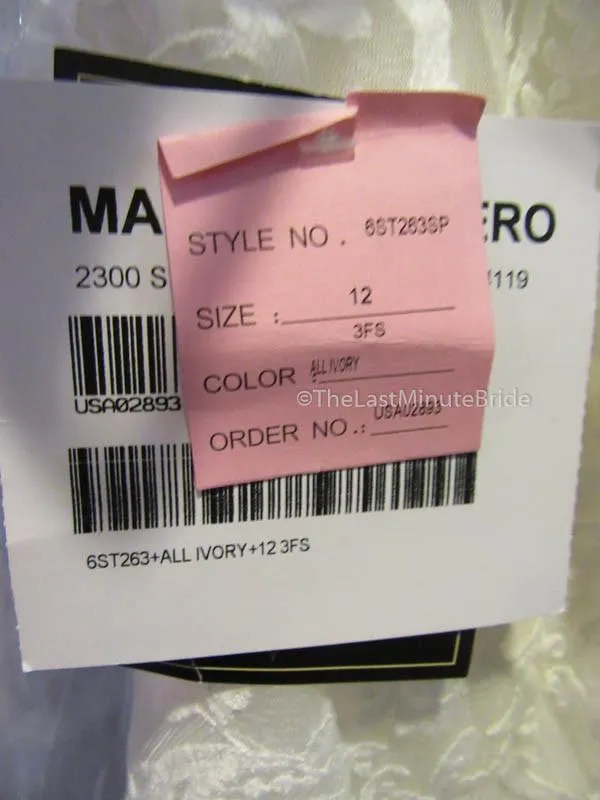 MA ERO
2300 S 4119
USA02893
STYLE NO. 6ST263SP
SIZE : 12
3FS
COLOR : ALL IVORY
©TheLastMinuteBride
ORDER NO.: USA02893
6ST263+ALL IVORY+12 3FS